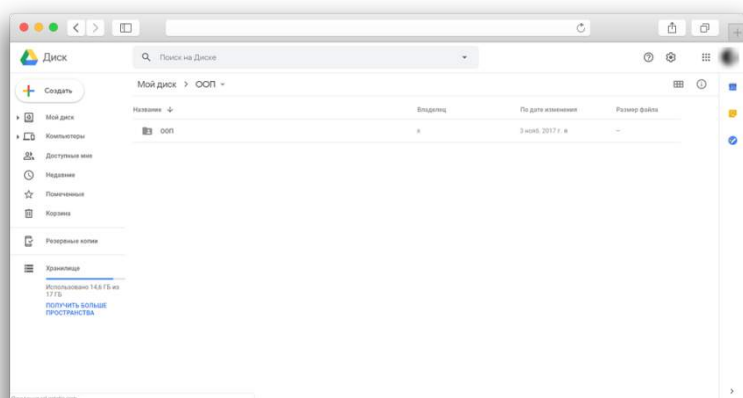 Диск
Поиск на Диске
Создать
Мой диск > ООП
Название
Владелец
По дате изменения
Размер файла
ООП
я
3 нояб. 2017 г. я
–
Мой диск
Компьютеры
Доступные мне
Недавние
Помеченные
Корзина
Резервные копии
Хранилище
Использовано 14,6 ГБ из
17 ГБ
ПОЛУЧИТЬ БОЛЬШЕ
ПРОСТРАНСТВА